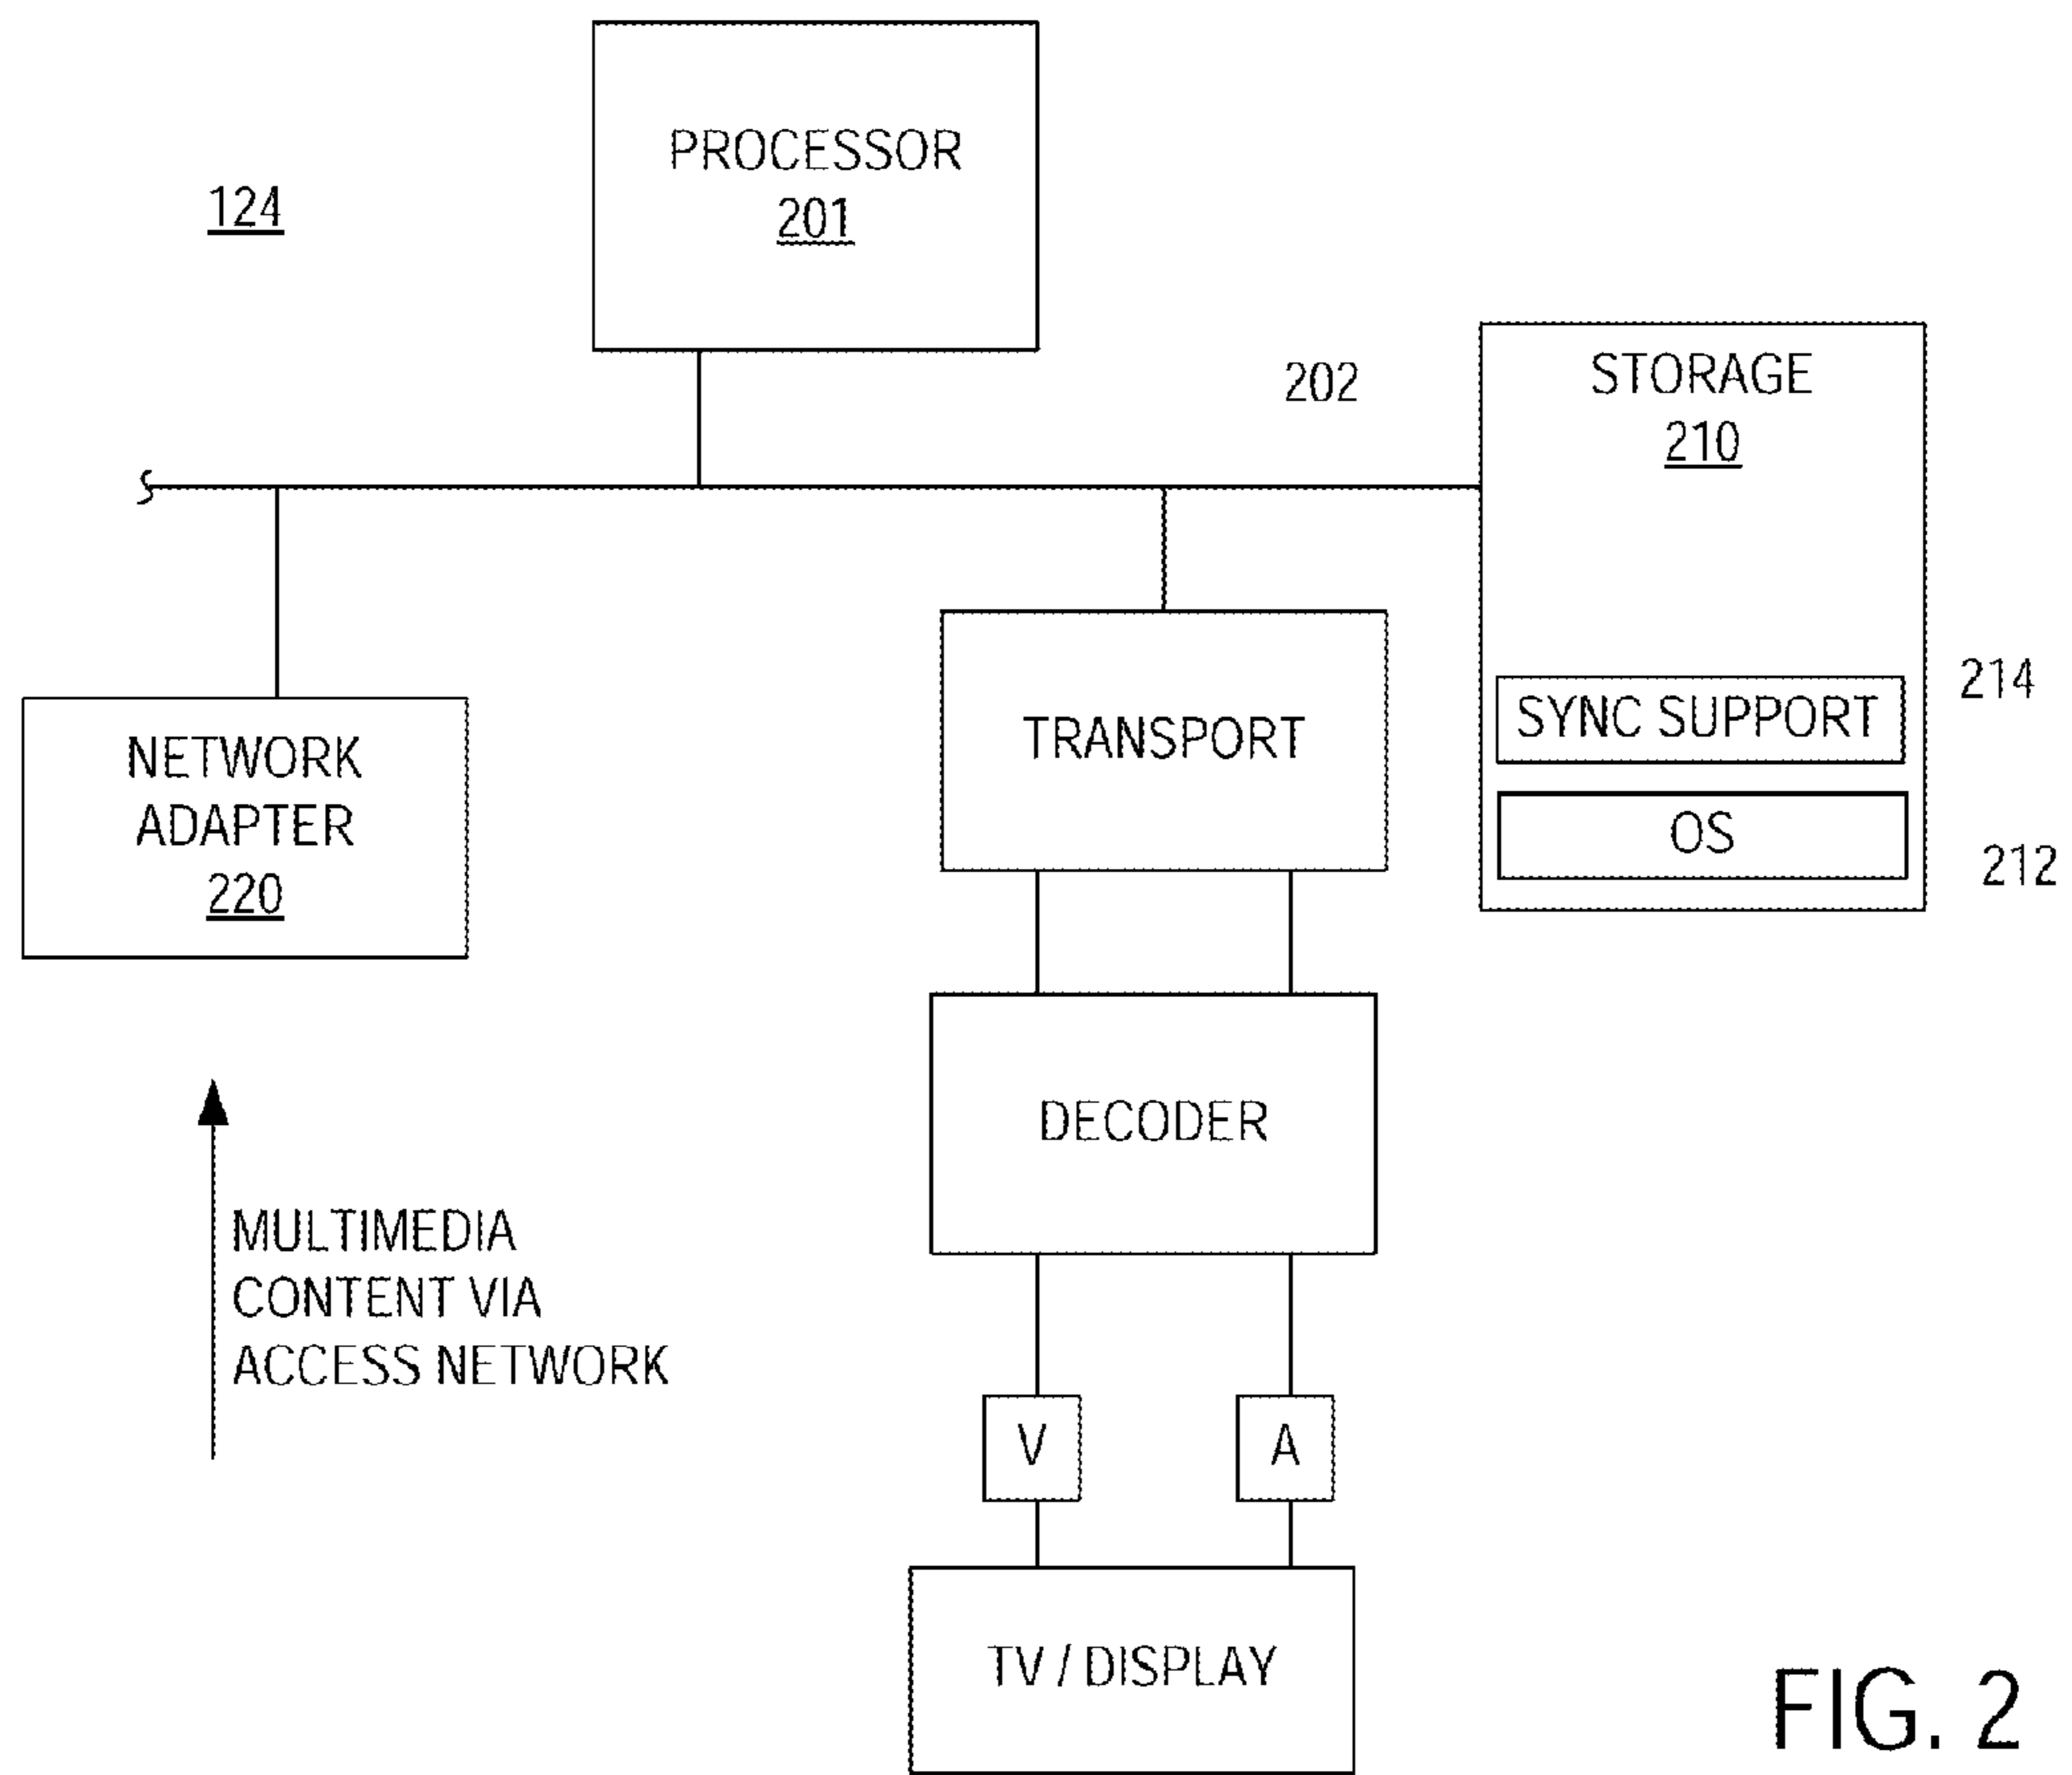 PROCESSOR
201
124
202
STORAGE
210
214
SYNC SUPPORT
OS
212
TRANSPORT
NETWORK
ADAPTER
220
DECODER
MULTIMEDIA
CONTENT VIA
ACCESS NETWORK
V
A
TV / DISPLAY
FIG. 2